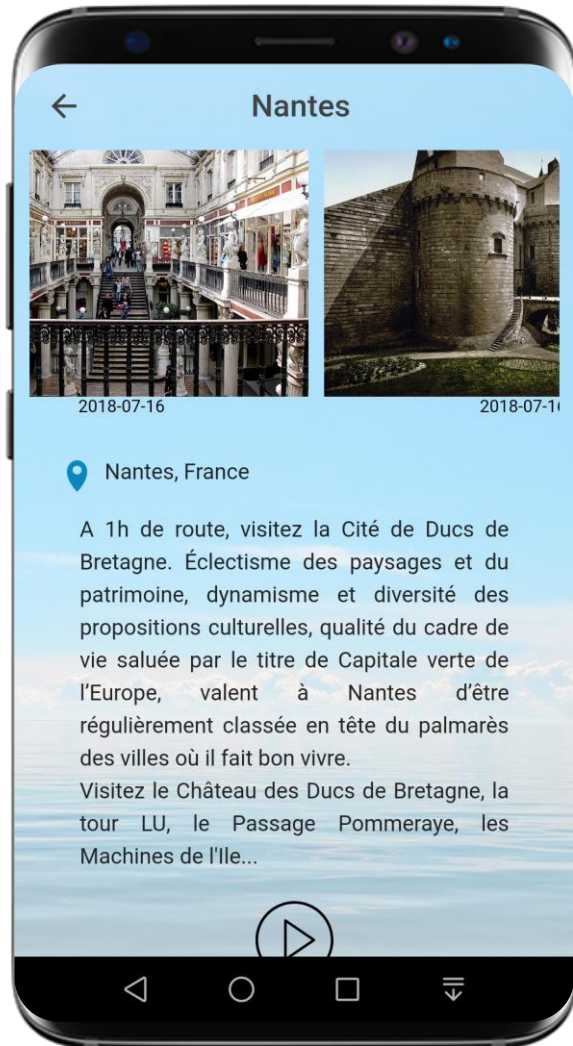 Nantes
2018-07-16
2018-07-1
Nantes, France
A 1h de route, visitez la Cité de Ducs de
Bretagne. Éclectisme des paysages et du
patrimoine, dynamisme et diversité des
propositions culturelles, qualité du cadre de
vie saluée par le titre de Capitale verte de
l’Europe, valent à Nantes d’être
régulièrement classée en tête du palmarès
des villes où il fait bon vivre.
Visitez le Château des Ducs de Bretagne, la
tour LU, le Passage Pommeraye, les
Machines de l'Ile...